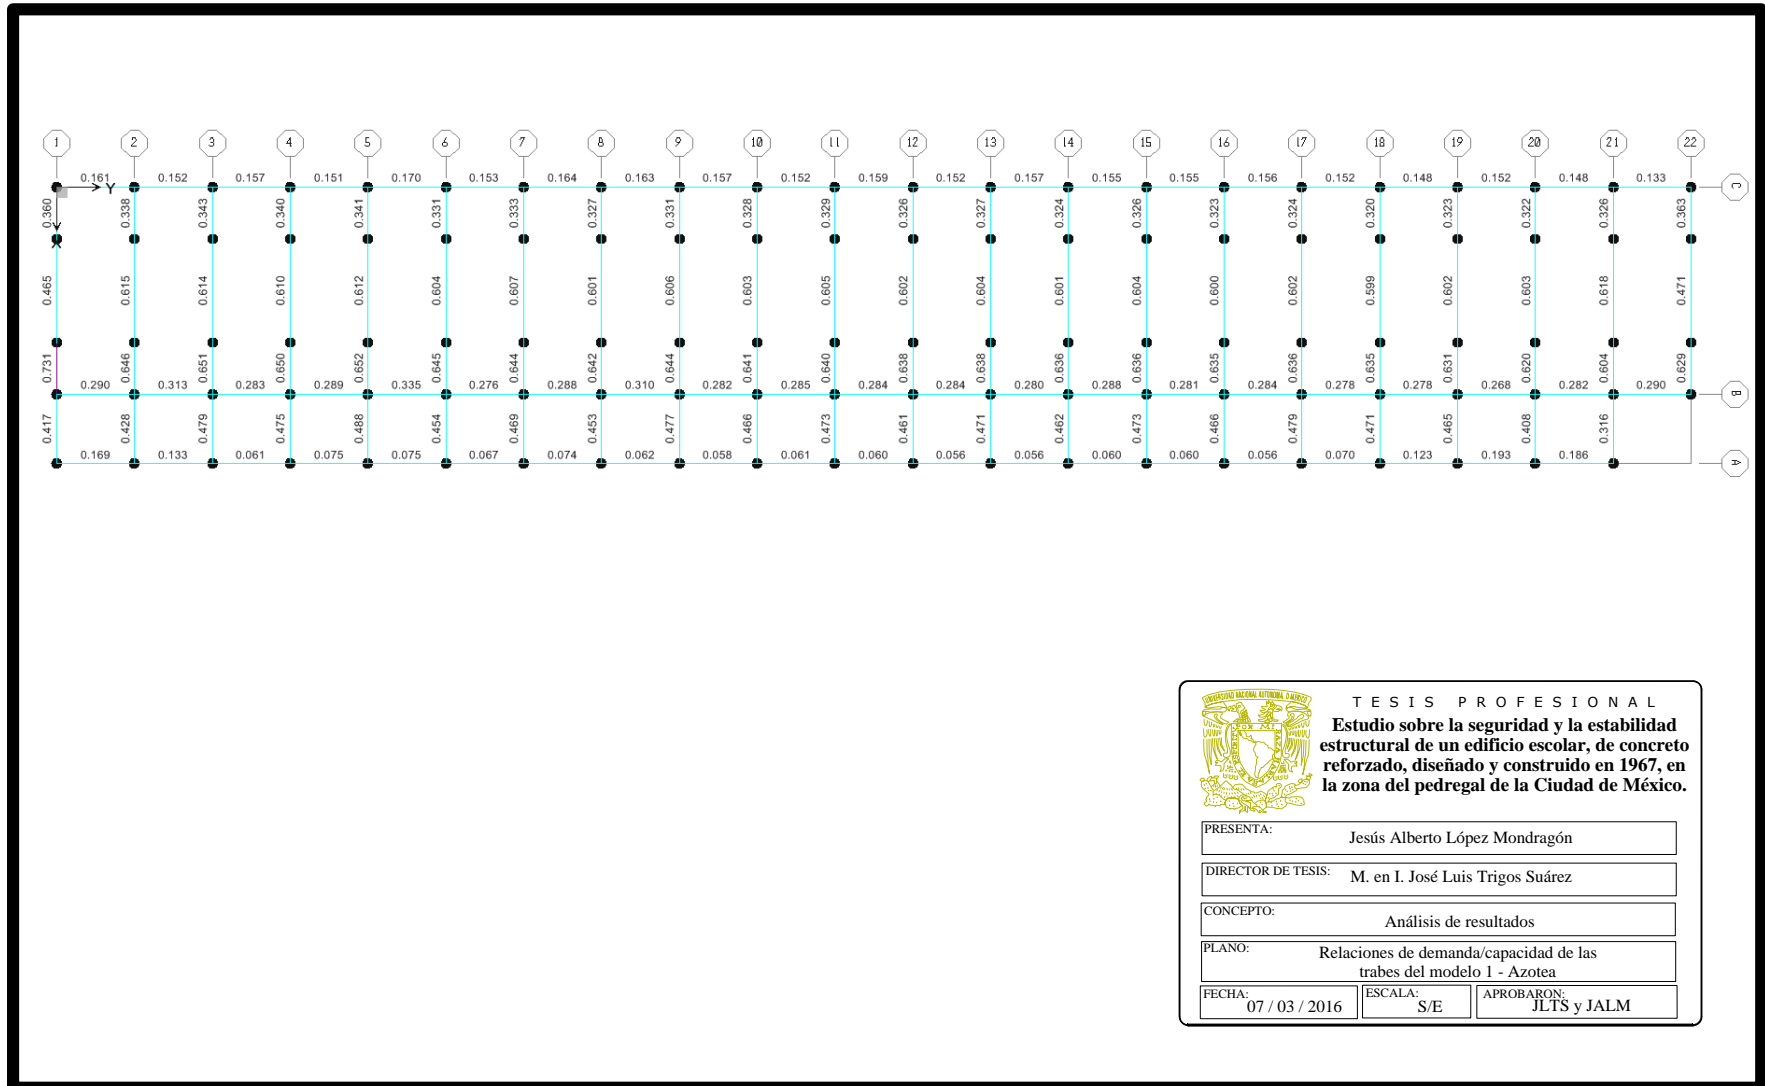 1 2 3 4 5 6 7 8 9 10 11 12 13 14 15 16 17 18 19 20 21 22
0.161 0.152 0.157 0.151 0.170 0.153 0.164 0.163 0.157 0.152 0.159 0.152 0.157 0.155 0.155 0.156 0.152 0.148 0.152 0.148 0.133
Y C
0.360 0.338 0.343 0.340 0.341 0.331 0.333 0.327 0.331 0.328 0.329 0.326 0.327 0.324 0.326 0.323 0.324 0.320 0.323 0.322 0.326 0.363
X
0.465 0.615 0.614 0.610 0.612 0.604 0.607 0.601 0.606 0.603 0.605 0.602 0.604 0.601 0.604 0.600 0.602 0.599 0.602 0.603 0.618 0.471
0.731 0.646 0.651 0.650 0.652 0.645 0.644 0.642 0.644 0.641 0.640 0.638 0.638 0.636 0.636 0.635 0.636 0.635 0.631 0.620 0.604 0.629
0.290 0.313 0.283 0.289 0.335 0.276 0.288 0.310 0.282 0.285 0.284 0.284 0.280 0.288 0.281 0.284 0.278 0.278 0.268 0.282 0.290
B
0.417 0.428 0.479 0.475 0.488 0.454 0.469 0.453 0.477 0.466 0.473 0.461 0.471 0.462 0.473 0.466 0.479 0.471 0.465 0.408 0.316
0.169 0.133 0.061 0.075 0.075 0.067 0.074 0.062 0.058 0.061 0.060 0.056 0.056 0.060 0.060 0.056 0.070 0.123 0.193 0.186
A
TESIS PROFESIONAL
Estudio sobre la seguridad y la estabilidad
estructural de un edificio escolar, de concreto
reforzado, diseñado y construido en 1967, en
la zona del pedregal de la Ciudad de México.
PRESENTA: Jesús Alberto López Mondragón
DIRECTOR DE TESIS: M. en I. José Luis Trigos Suárez
CONCEPTO: Análisis de resultados
PLANO: Relaciones de demanda/capacidad de las
trabes del modelo 1 - Azotea
FECHA: 07 / 03 / 2016 ESCALA: S/E APROBARON: JLTS y JALM